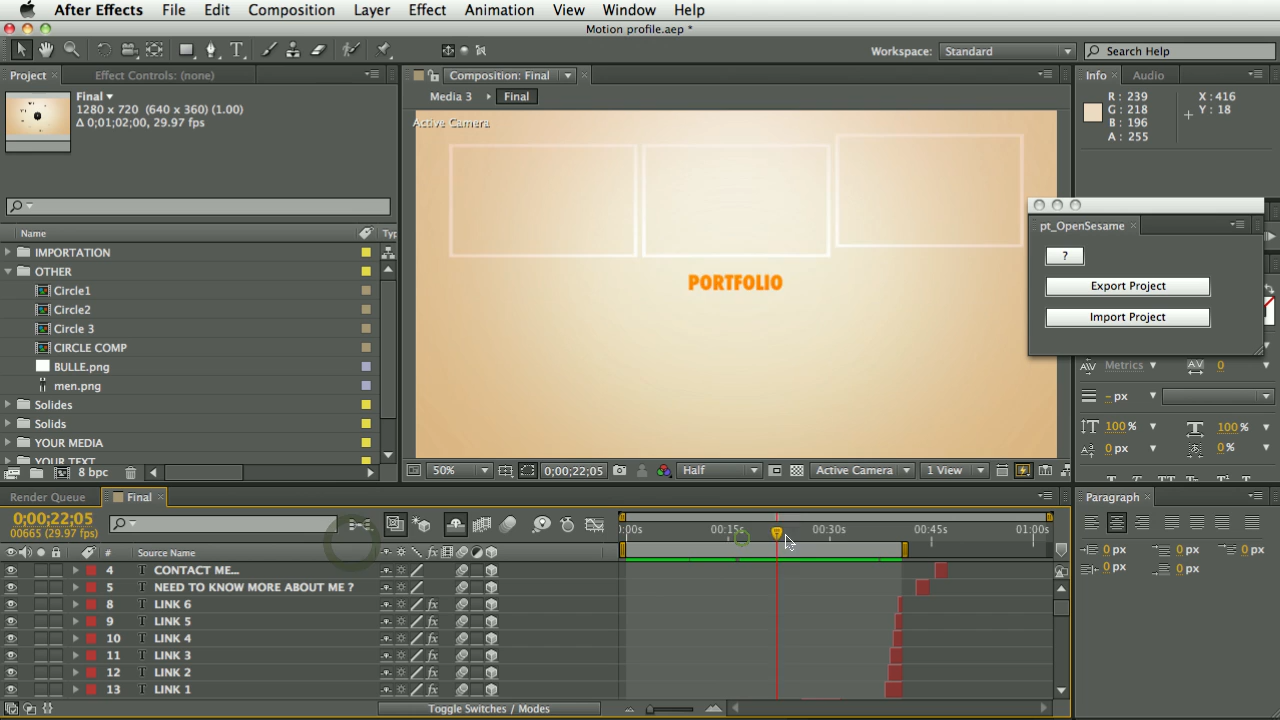 After Effects File Edit Composition Layer Effect Animation View Window Help
Motion profile.aep *
Workspace: Standard Search Help
Project Effect Controls: (none) Composition: Final Info Audio
Final
1280 x 720 (640 x 360) (1.00)
Δ 0;01;02;00, 29.97 fps
Media 3 Final
Active Camera
R : 239
G : 218
B : 196
A : 255
X : 416
Y : 18
PORTFOLIO
pt_OpenSesame
?
Export Project
Import Project
Name Typ
IMPORTATION
OTHER
Circle1
Circle2
Circle 3
CIRCLE COMP
BULLE.png
men.png
Solides
Solids
YOUR MEDIA
YOUR TEXT
8 bpc
50% 0;00;22;05 Half Active Camera 1 View
Metrics 0
- px
100% 100%
0 px 0%
Render Queue Final
0;00;22;05
00665 (29.97 fps)
:00s 00:15s 00:30s 00:45s 01:00s
# Source Name
4 CONTACT ME...
5 NEED TO KNOW MORE ABOUT ME ?
8 LINK 6
9 LINK 5
10 LINK 4
11 LINK 3
12 LINK 2
13 LINK 1
Toggle Switches / Modes
Paragraph
0 px 0 px 0 px
0 px 0 px